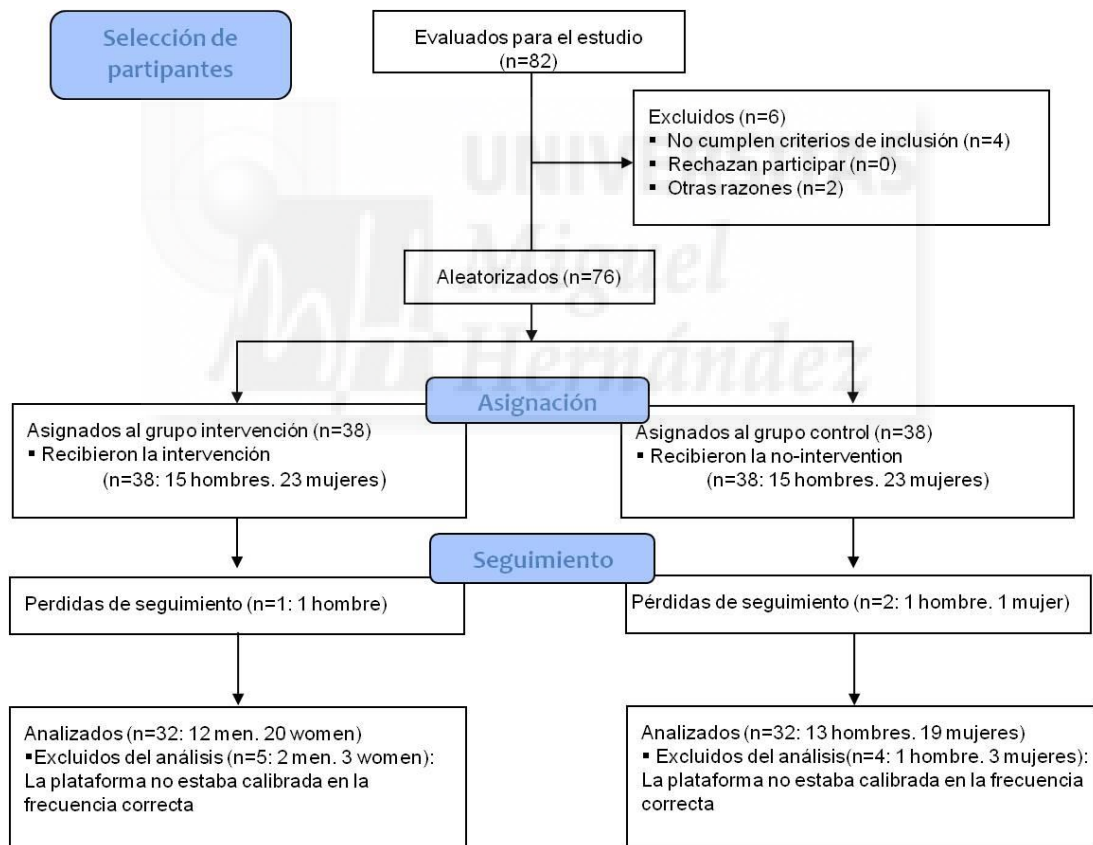 Selección de
partipantes
Evaluados para el estudio
(n=82)
Excluidos (n=6)
▪ No cumplen criterios de inclusión (n=4)
▪ Rechazan participar (n=0)
▪ Otras razones (n=2)
UNIVERSITAS
Miguel
Hernández
Aleatorizados (n=76)
Asignación
Asignados al grupo intervención (n=38)
▪ Recibieron la intervención
(n=38: 15 hombres. 23 mujeres)
Asignados al grupo control (n=38)
▪ Recibieron la no-intervention
(n=38: 15 hombres. 23 mujeres)
Seguimiento
Perdidas de seguimiento (n=1: 1 hombre)
Pérdidas de seguimiento (n=2: 1 hombre. 1 mujer)
Analizados (n=32: 12 men. 20 women)
▪Excluidos del análisis (n=5: 2 men. 3 women):
La plataforma no estaba calibrada en la
frecuencia correcta
Analizados (n=32: 13 hombres. 19 mujeres)
▪ Excluidos del análisis(n=4: 1 hombre. 3 mujeres):
La plataforma no estaba calibrada en la frecuencia
correcta